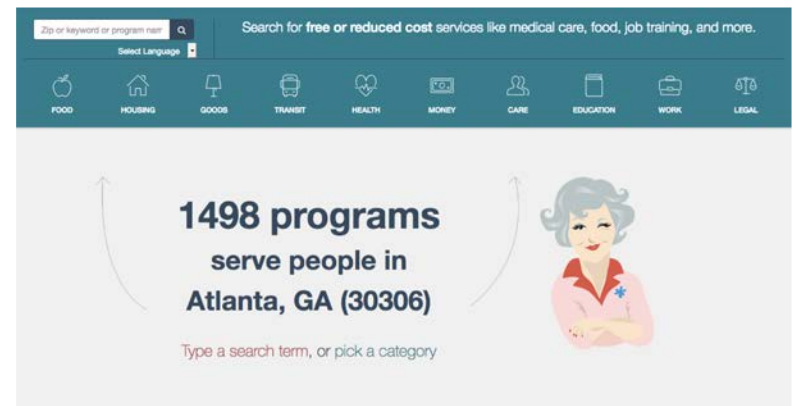 Zip or keyword or program nam
Search for free or reduced cost services like medical care, food, job training, and more.
Select Language
FOOD HOUSING GOODS TRANSIT HEALTH MONEY CARE EDUCATION WORK LEGAL
1498 programs
serve people in
Atlanta, GA (30306)
Type a search term, or pick a category